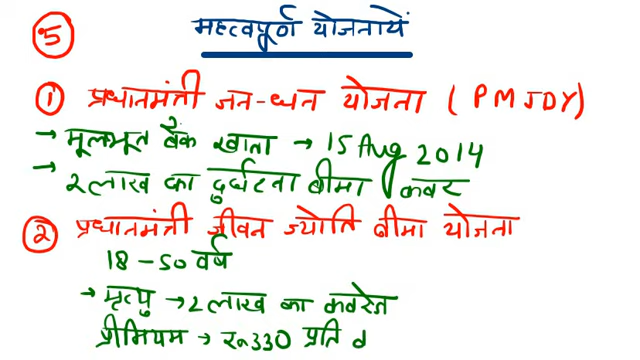 5
महत्वपूर्ण योजनायें
① प्रधानमंत्री जन-धन योजना ( PMJDY)
→ मूलभूत बैंक खाता → 15 Aug 2014
→ 2 लाख का दुर्घटना बीमा कवर
② प्रधानमंत्री जीवन ज्योति बीमा योजना
18 - 50 वर्ष
→ मृत्यु → 2 लाख का कवरेज
प्रीमियम → रू 330 प्रति व